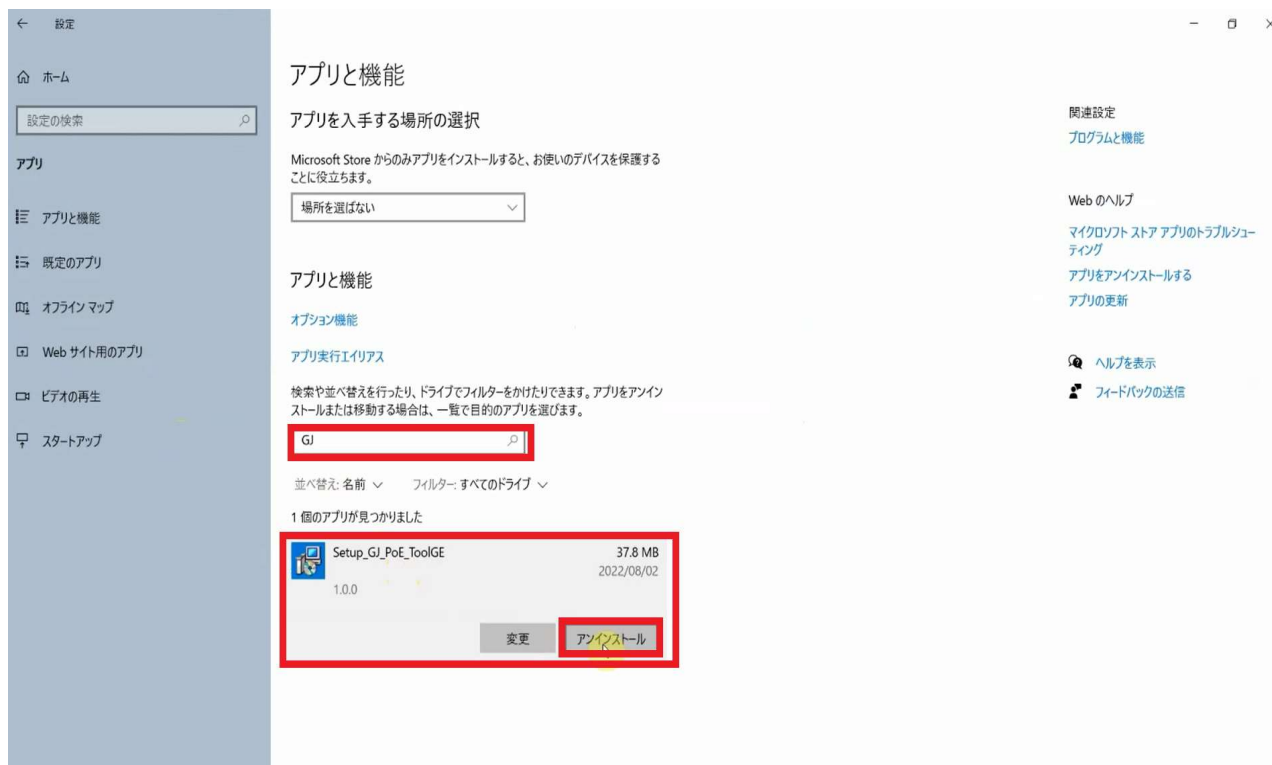 設定
ホーム
設定の検索
アプリ
アプリと機能
既定のアプリ
オフライン マップ
Web サイト用のアプリ
ビデオの再生
スタートアップ
アプリと機能
アプリを入手する場所の選択
Microsoft Store からのみアプリをインストールすると、お使いのデバイスを保護する
ことに役立ちます。
場所を選ばない
アプリと機能
オプション機能
アプリ実行エイリアス
検索や並べ替えを行ったり、ドライブでフィルターをかけたりできます。アプリをアンイン
ストールまたは移動する場合は、一覧で目的のアプリを選びます。
GJ
並べ替え: 名前 フィルター: すべてのドライブ
1 個のアプリが見つかりました
Setup_GJ_PoE_ToolGE 37.8 MB
2022/08/02
1.0.0
変更 アンインストール
関連設定
プログラムと機能
Web のヘルプ
マイクロソフト ストア アプリのトラブルシュー
ティング
アプリをアンインストールする
アプリの更新
ヘルプを表示
フィードバックの送信